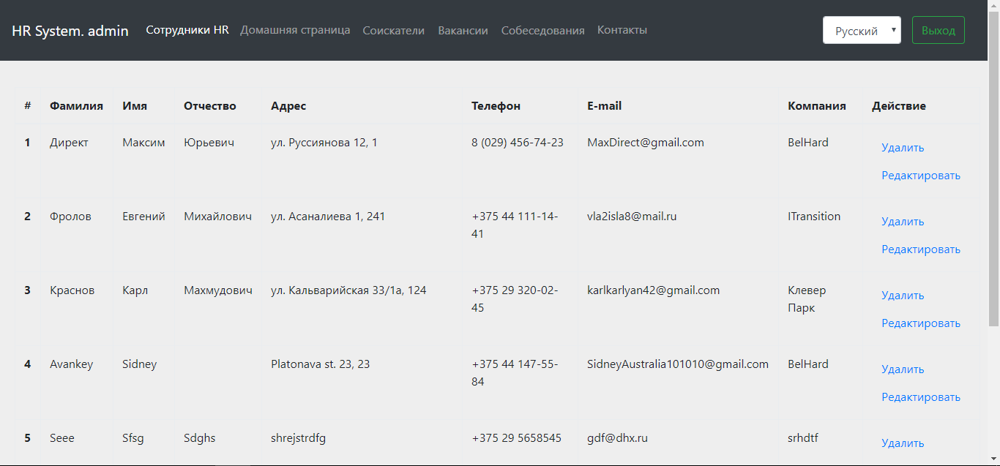 HR System. admin Сотрудники HR Домашняя страница Соискатели Вакансии Собеседования Контакты Русский Выход
# Фамилия Имя Отчество Адрес Телефон E-mail Компания Действие
1 Директ Максим Юрьевич ул. Руссиянова 12, 1 8 (029) 456-74-23 MaxDirect@gmail.com BelHard Удалить
Редактировать
2 Фролов Евгений Михайлович ул. Асаналиева 1, 241 +375 44 111-14- vla2isla8@mail.ru ITransition Удалить
41 Редактировать
3 Краснов Карл Махмудович ул. Кальварийская 33/1а, 124 +375 29 320-02- karlkarlyan42@gmail.com Клевер Удалить
45 Парк Редактировать
4 Avankey Sidney Platonava st. 23, 23 +375 44 147-55- SidneyAustralia101010@gmail.com BelHard Удалить
84 Редактировать
5 Seee Sfsg Sdghs shrejstrdfg +375 29 5658545 gdf@dhx.ru srhdtf Удалить